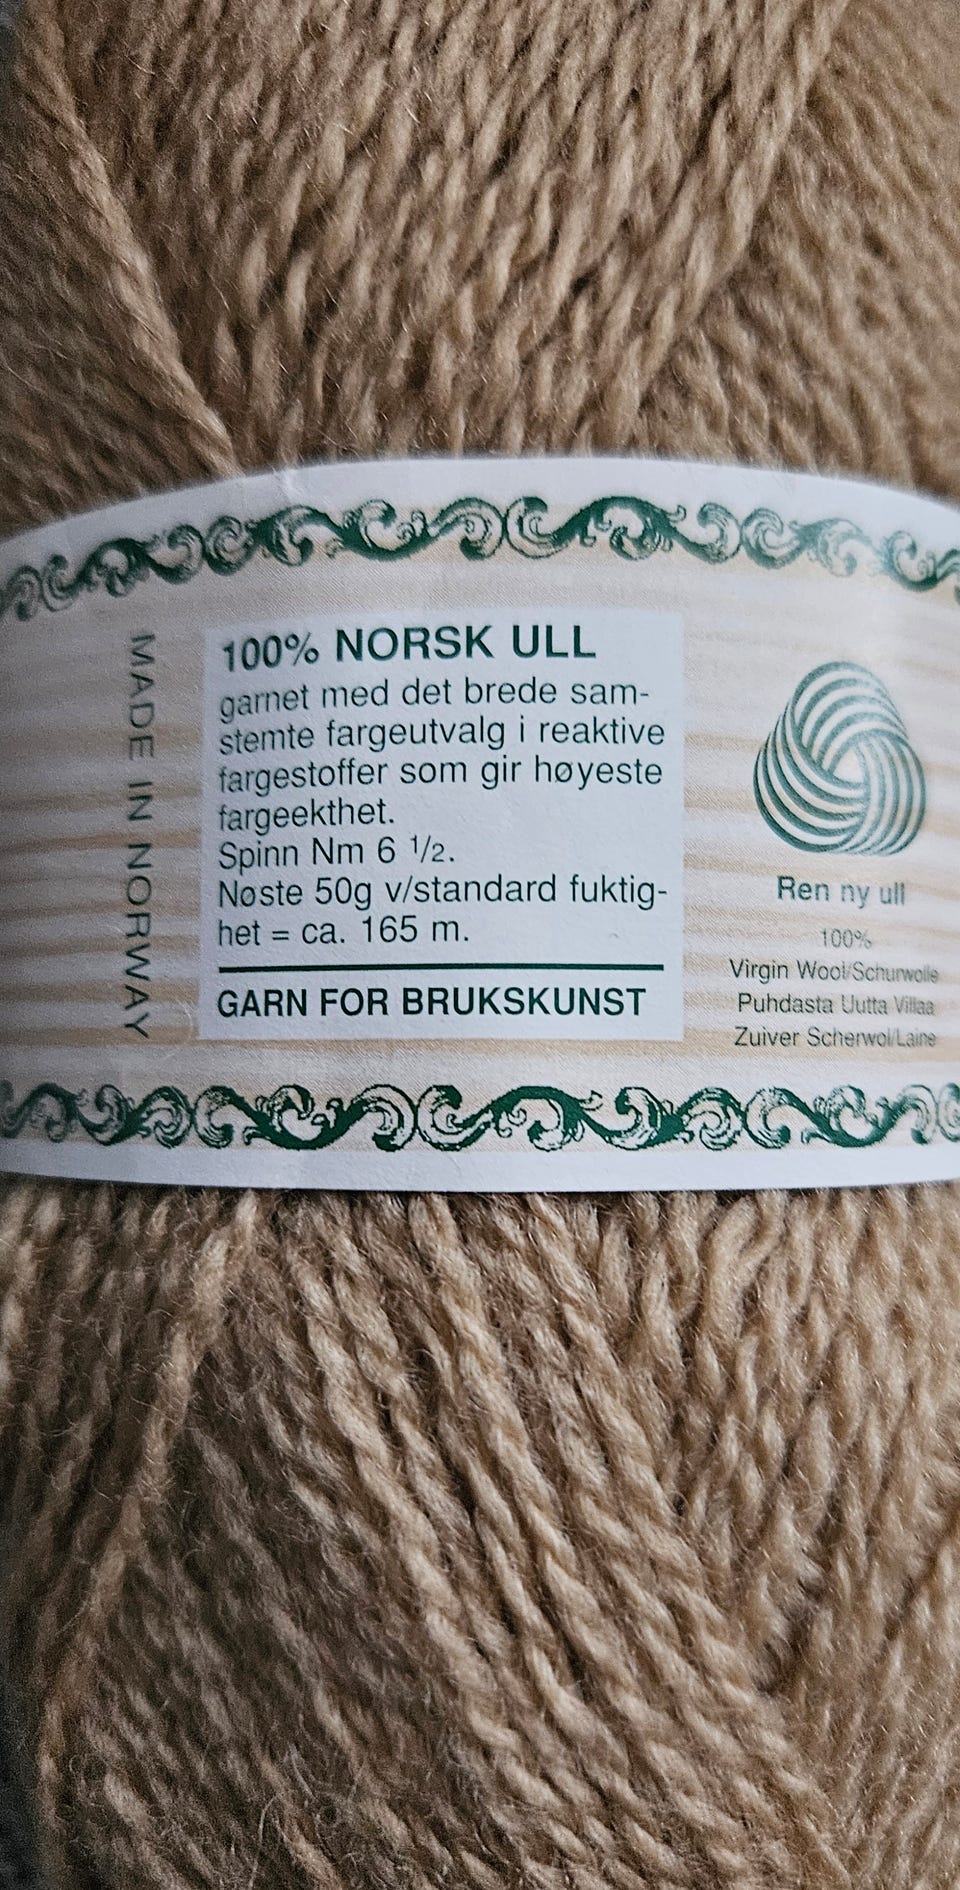 MADE IN NORWAY
100% NORSK ULL
garnet med det brede sam-
stemte fargeutvalg i reaktive
fargestoffer som gir høyeste
fargeekthet.
Spinn Nm 6 1/2.
Nøste 50g v/standard fuktig-
het = ca. 165 m.
GARN FOR BRUKSKUNST
Ren ny ull
100%
Virgin Wool/Schurwolle
Puhdasta Uutta Villaa
Zuiver Scherwol/Laine